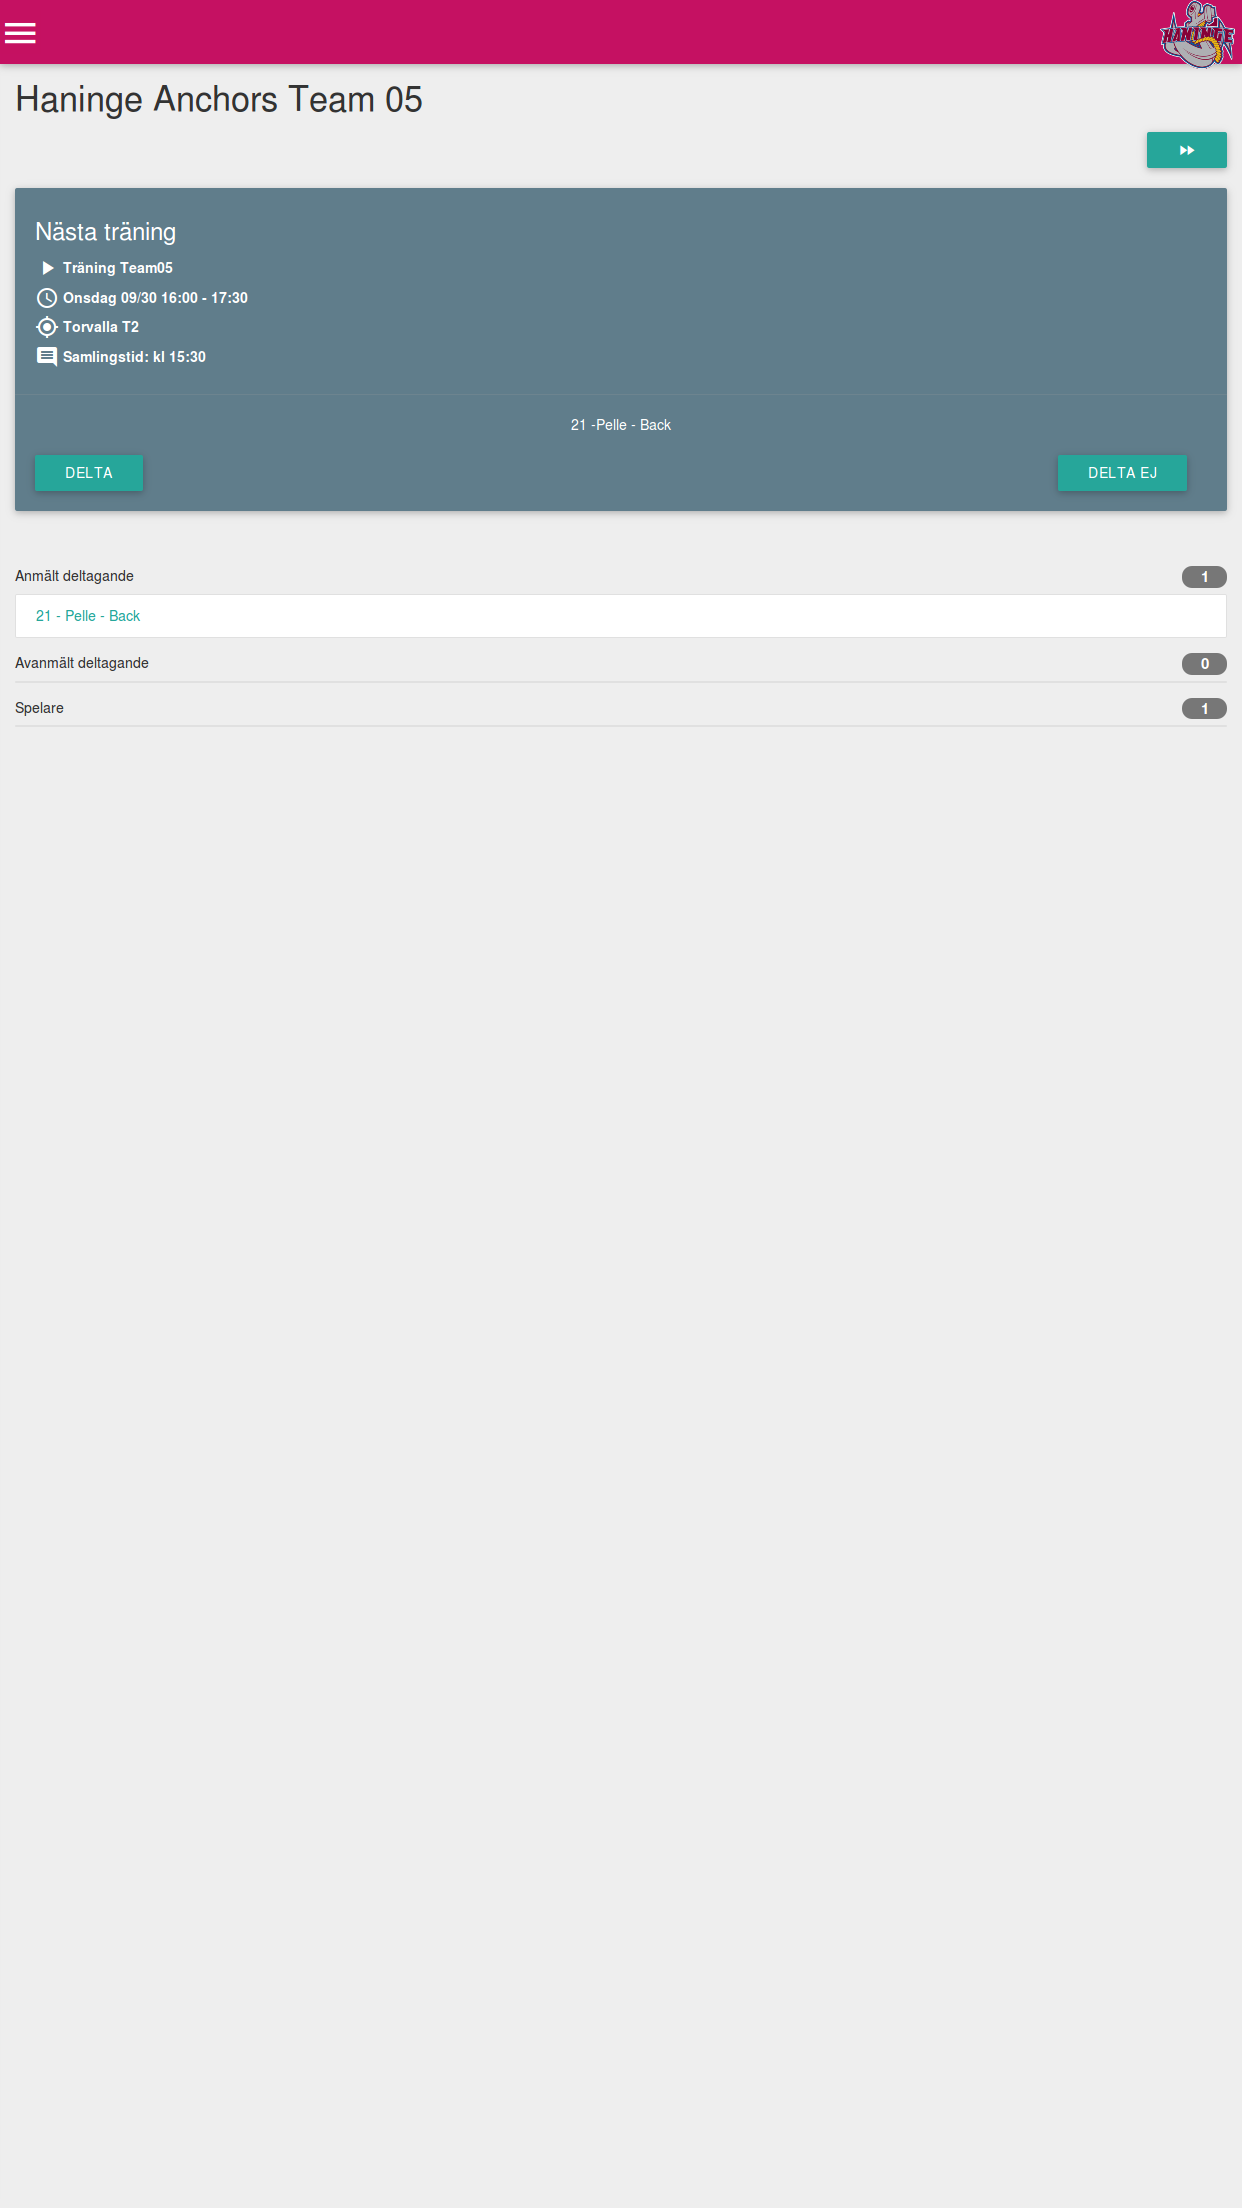 HANINGE
Haninge Anchors Team 05
Nästa träning
Träning Team05
Onsdag 09/30 16:00 - 17:30
Torvalla T2
Samlingstid: kl 15:30
21 -Pelle - Back
DELTA
DELTA EJ
Anmält deltagande
1
21 - Pelle - Back
Avanmält deltagande
0
Spelare
1